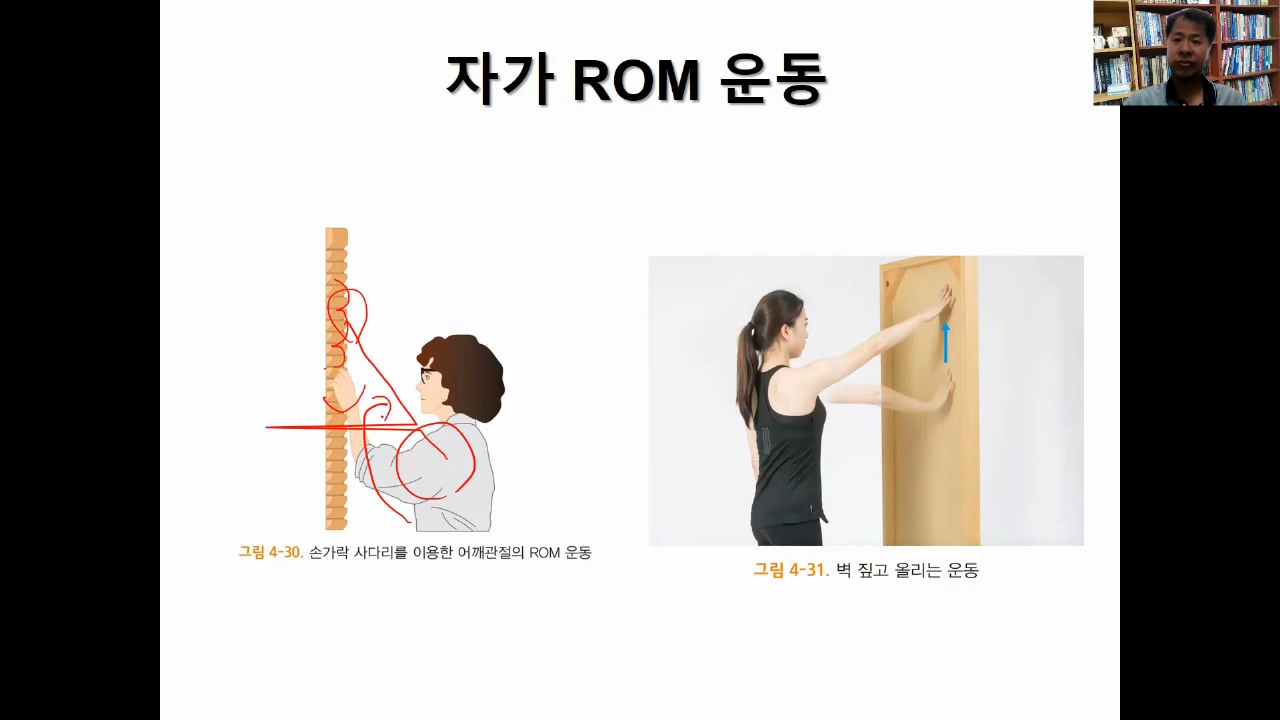 자가 ROM 운동
그림 4-30. 손가락 사다리를 이용한 어깨관절의 ROM 운동
그림 4-31. 벽 짚고 올리는 운동